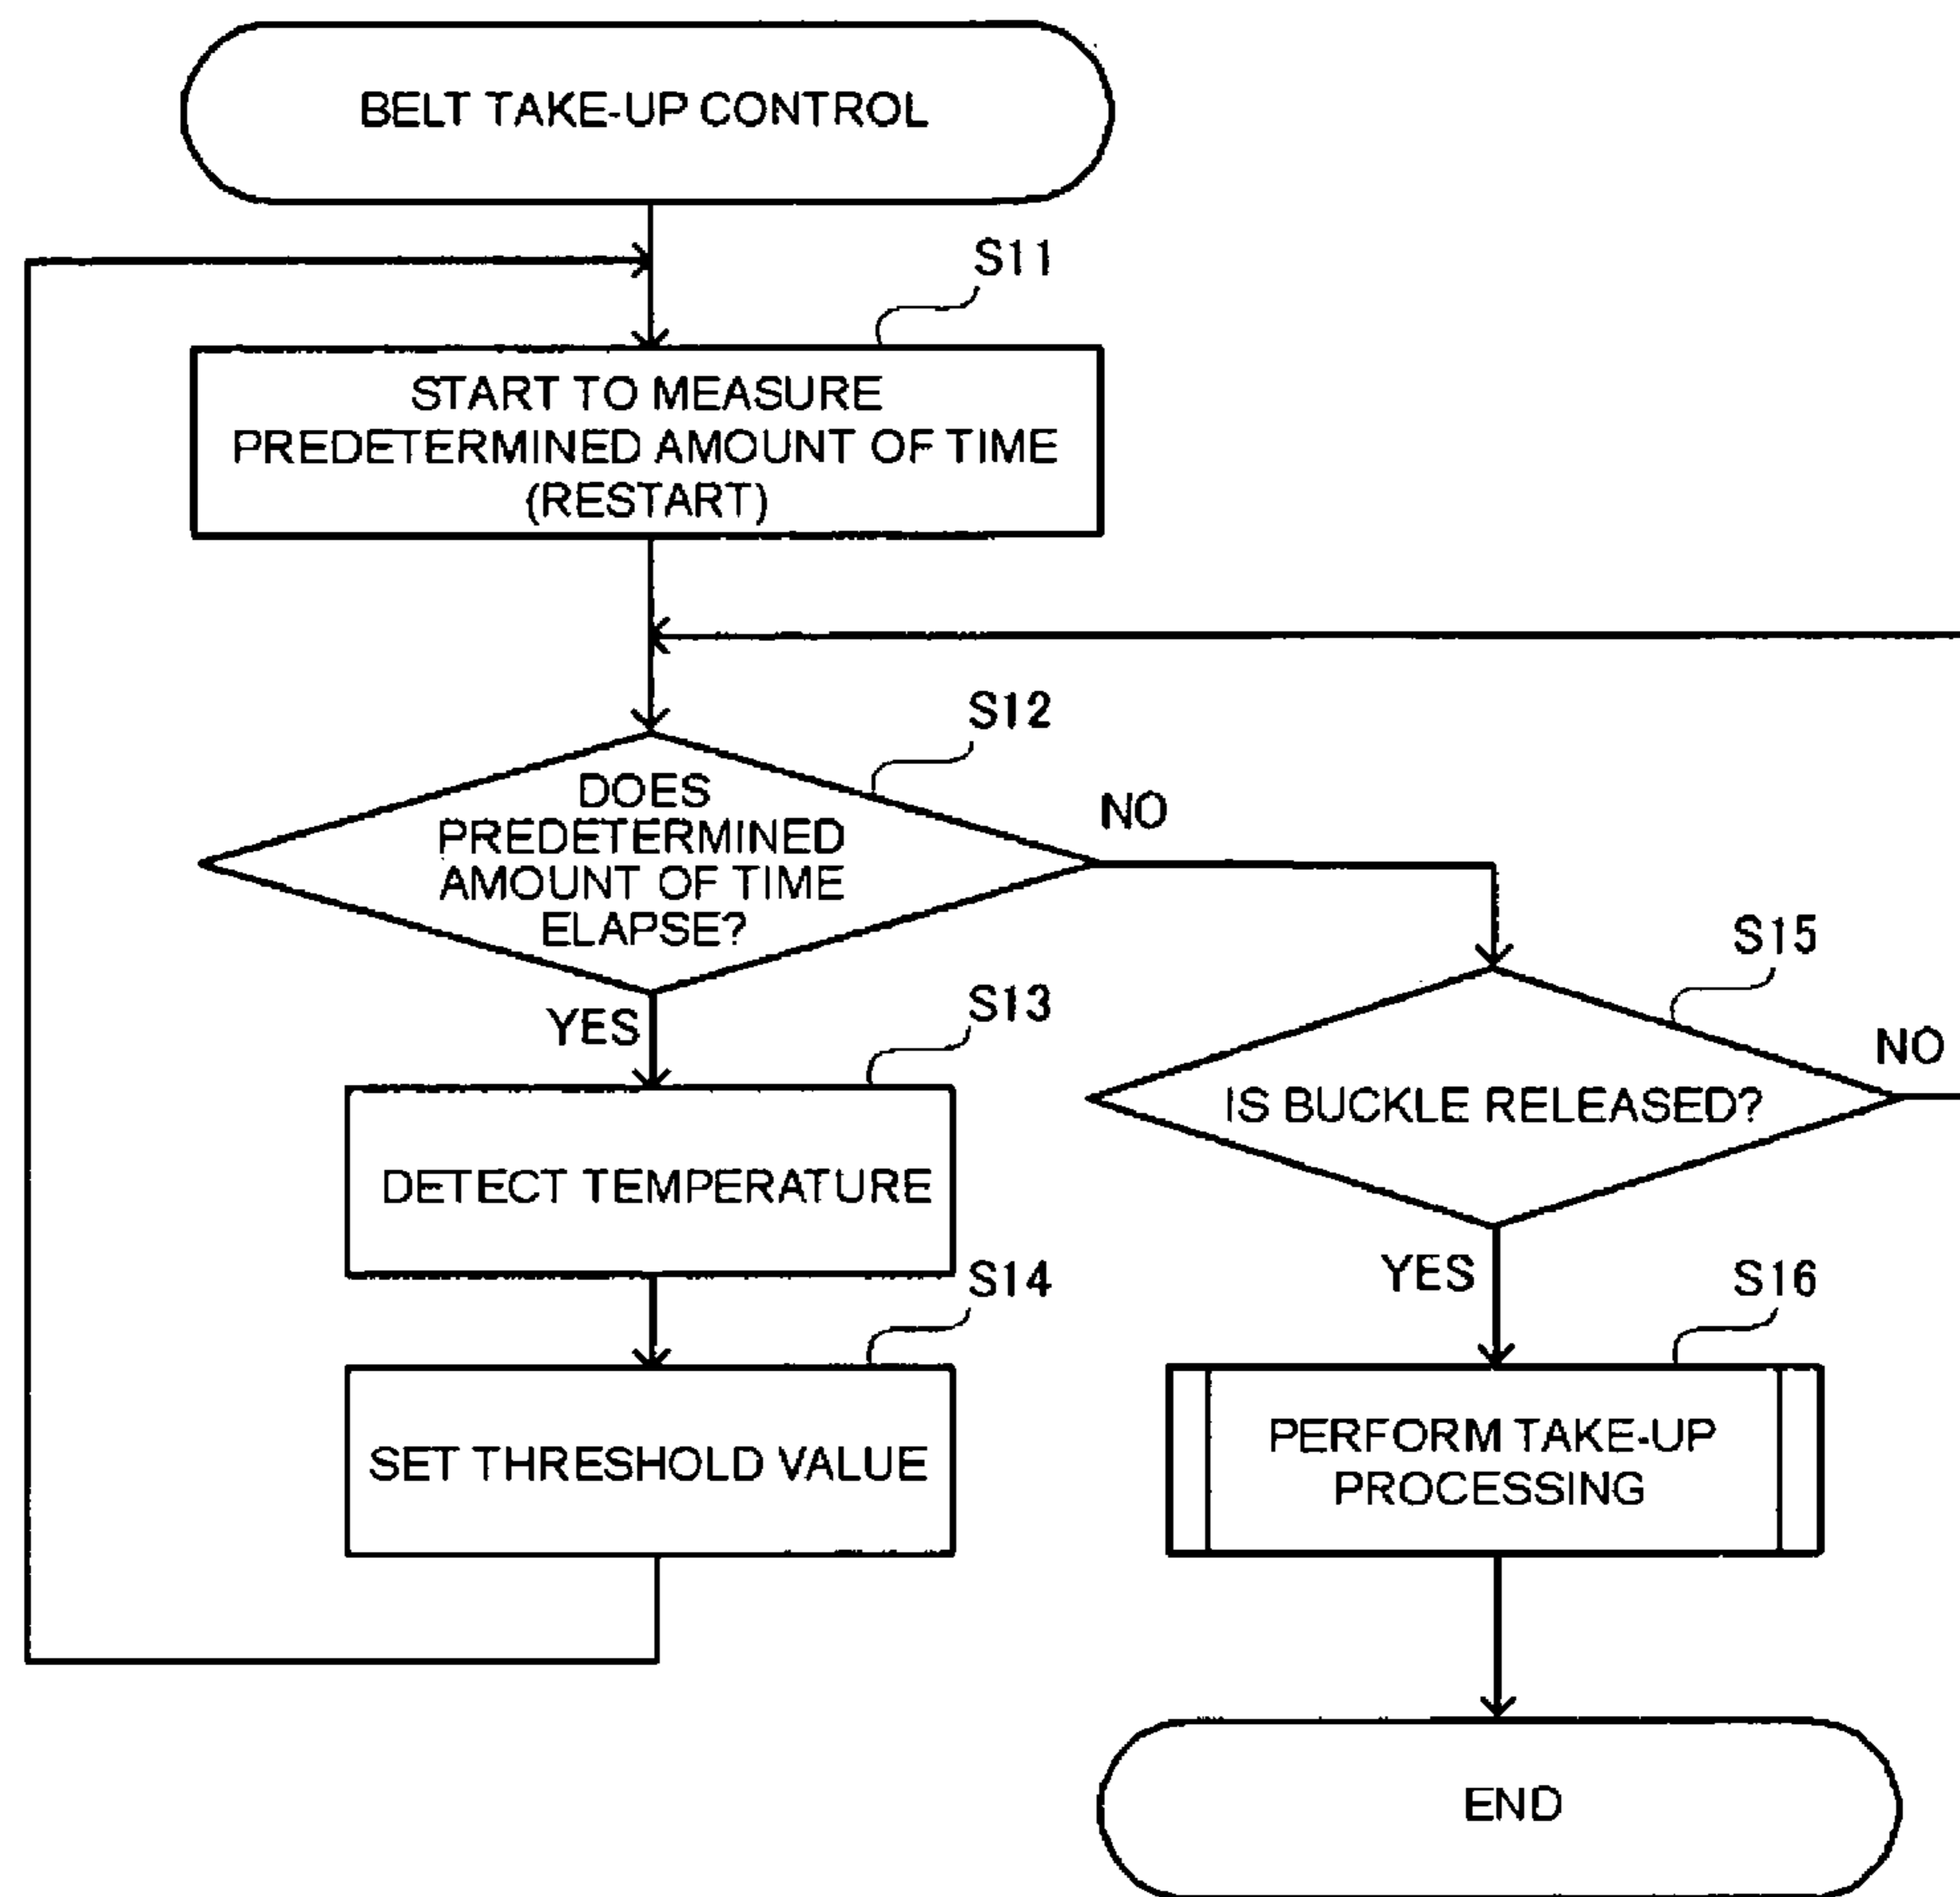 BELT TAKE-UP CONTROL
S11
START TO MEASURE
PREDETERMINED AMOUNT OF TIME
(RESTART)
S12
DOES
PREDETERMINED
AMOUNT OF TIME
ELAPSE?
NO
YES
S13
DETECT TEMPERATURE
S14
SET THRESHOLD VALUE
S15
IS BUCKLE RELEASED?
NO
YES
S16
PERFORM TAKE-UP
PROCESSING
END